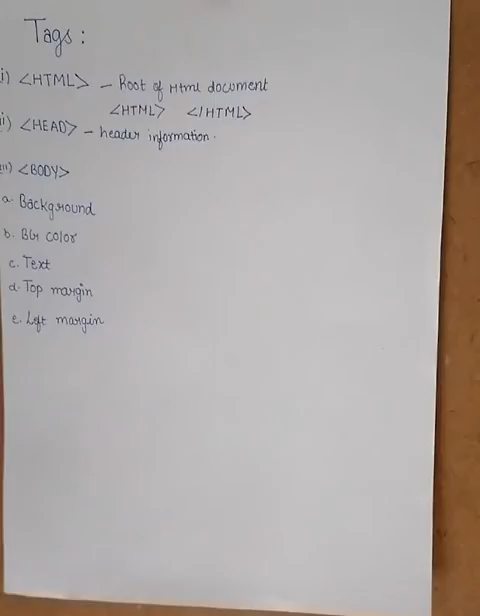 Tags :
i) <HTML> – Root of Html document
<HTML> </HTML>
ii) <HEAD> – header information.
iii) <BODY>
a. Background
b. BGr color
c. Text
d. Top margin
e. Left margin